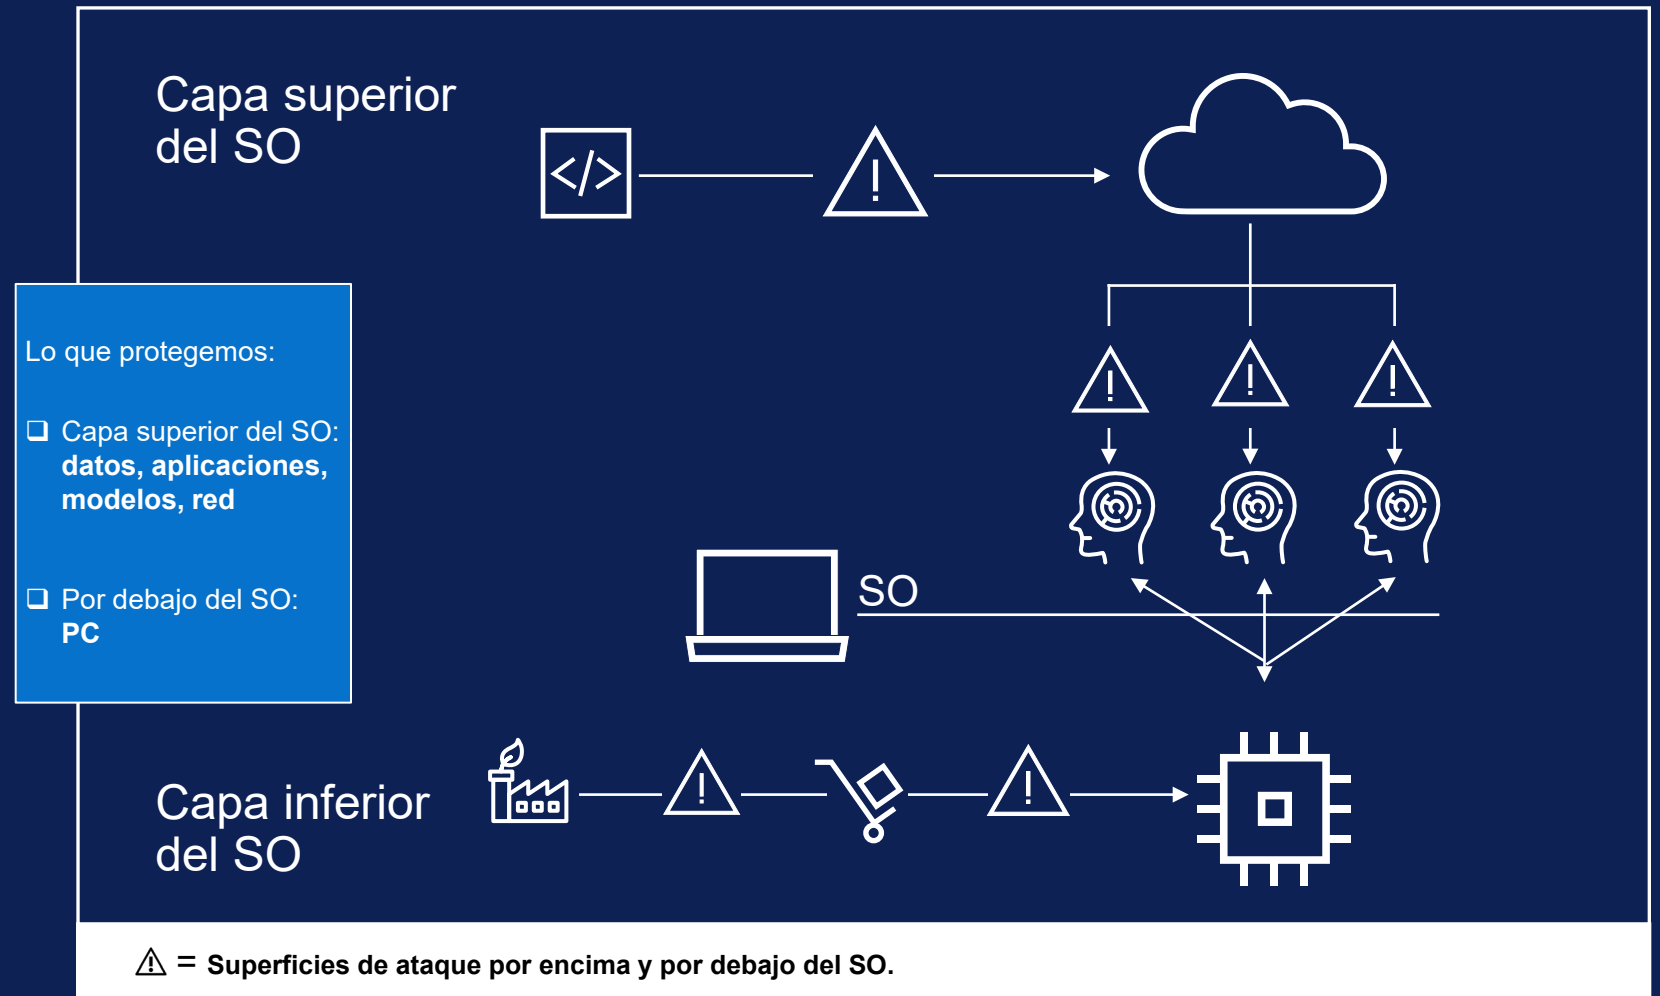 Capa superior
del SO
</>
Lo que protegemos:
❑ Capa superior del SO:
datos, aplicaciones,
modelos, red
❑ Por debajo del SO:
PC
SO
Capa inferior
del SO
⚠ = Superficies de ataque por encima y por debajo del SO.